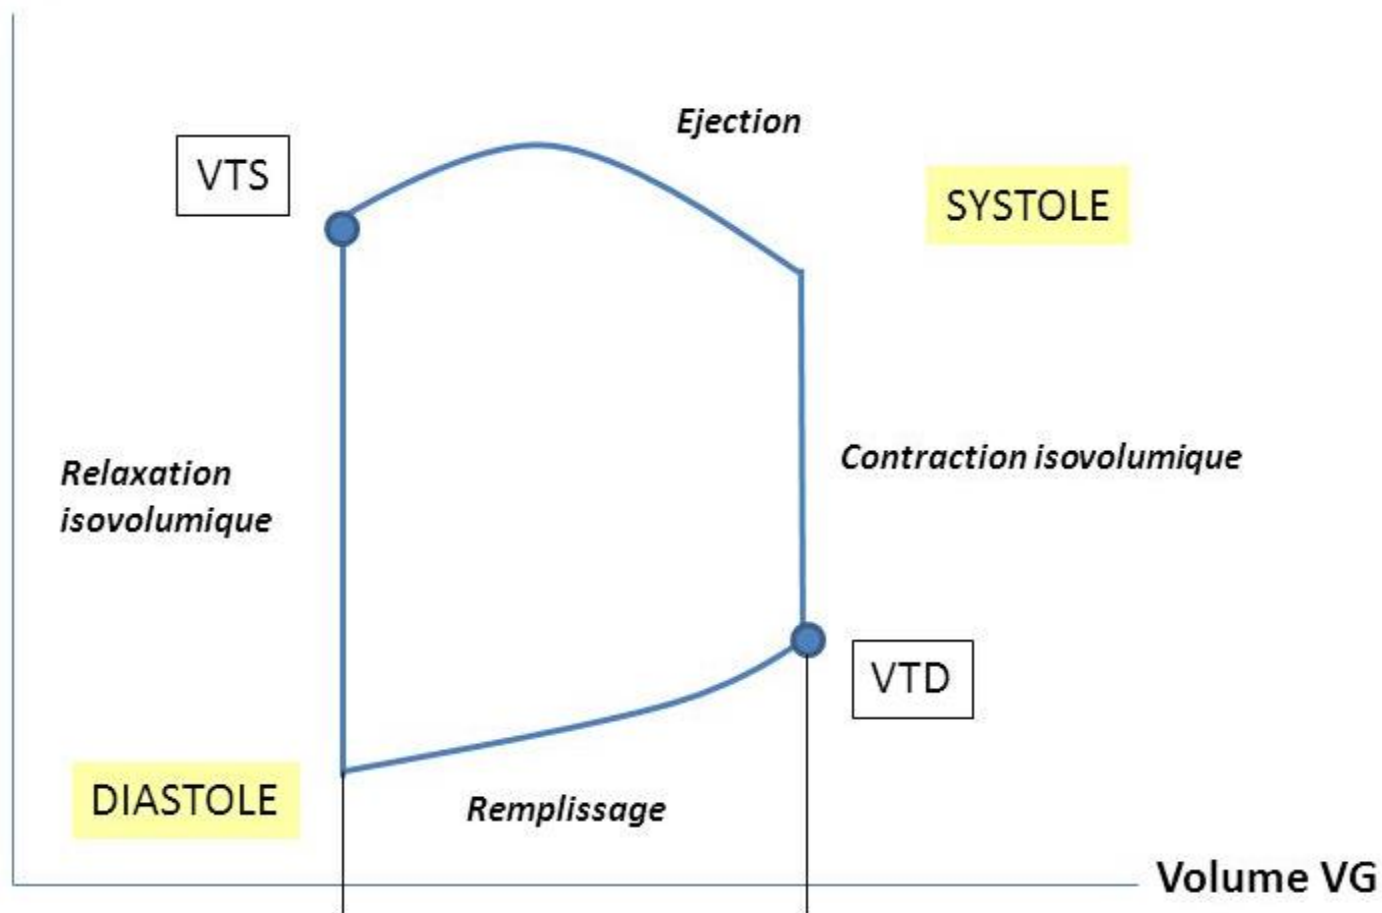 Ejection
VTS
SYSTOLE
Relaxation
isovolumique
Contraction isovolumique
VTD
DIASTOLE
Remplissage
Volume VG